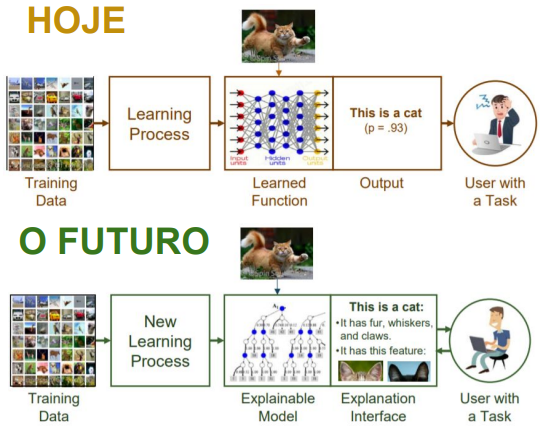 HOJE
Learning
Process
This is a cat
(p = .93)
Input
units
Hidden
units
Output
units
Training
Data
Learned
Function
Output
User with
a Task
O FUTURO
New
Learning
Process
This is a cat:
•It has fur, whiskers,
and claws.
•It has this feature:
Training
Data
Explainable
Model
Explanation
Interface
User with
a Task